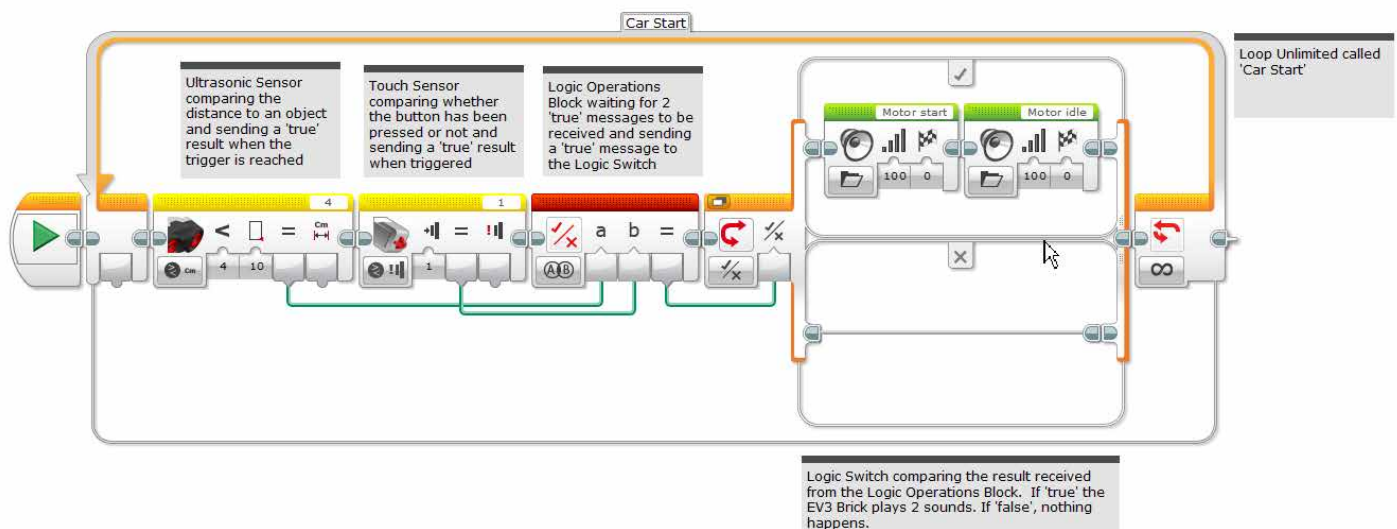 Car Start
Loop Unlimited called
'Car Start'
Ultrasonic Sensor
comparing the
distance to an object
and sending a 'true'
result when the
trigger is reached
Touch Sensor
comparing whether
the button has been
pressed or not and
sending a 'true' result
when triggered
Logic Operations
Block waiting for 2
'true' messages to be
received and sending
a 'true' message to
the Logic Switch
Motor start
Motor idle
100 0
100 0
4
1
< = Cm
=
a b =
Cm
4 10
1
A B
∞
Logic Switch comparing the result received
from the Logic Operations Block. If 'true' the
EV3 Brick plays 2 sounds. If 'false', nothing
happens.